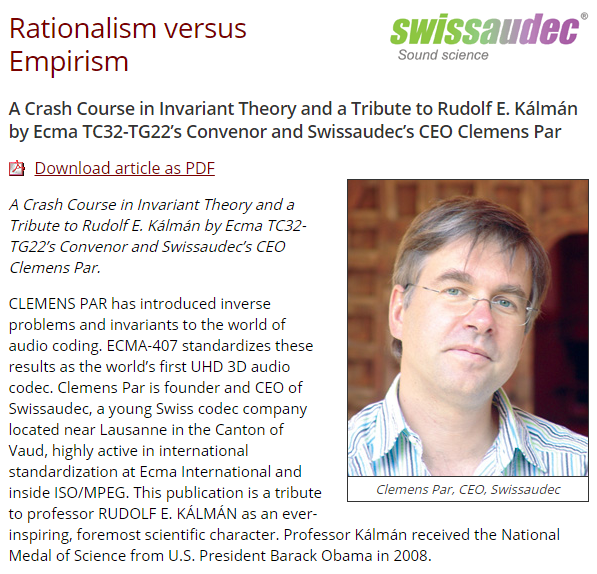 Rationalism versus
Empirism
swissaudec®
Sound science
A Crash Course in Invariant Theory and a Tribute to Rudolf E. Kálmán
by Ecma TC32-TG22’s Convenor and Swissaudec’s CEO Clemens Par
Download article as PDF
A Crash Course in Invariant Theory and a
Tribute to Rudolf E. Kálmán by Ecma TC32-
TG22’s Convenor and Swissaudec’s CEO
Clemens Par.
CLEMENS PAR has introduced inverse
problems and invariants to the world of
audio coding. ECMA-407 standardizes these
results as the world’s first UHD 3D audio
codec. Clemens Par is founder and CEO of
Swissaudec, a young Swiss codec company
located near Lausanne in the Canton of
Vaud, highly active in international
standardization at Ecma International and
inside ISO/MPEG. This publication is a tribute
to professor RUDOLF E. KÁLMÁN as an ever-
inspiring, foremost scientific character. Professor Kálmán received the National
Medal of Science from U.S. President Barack Obama in 2008.
Clemens Par, CEO, Swissaudec